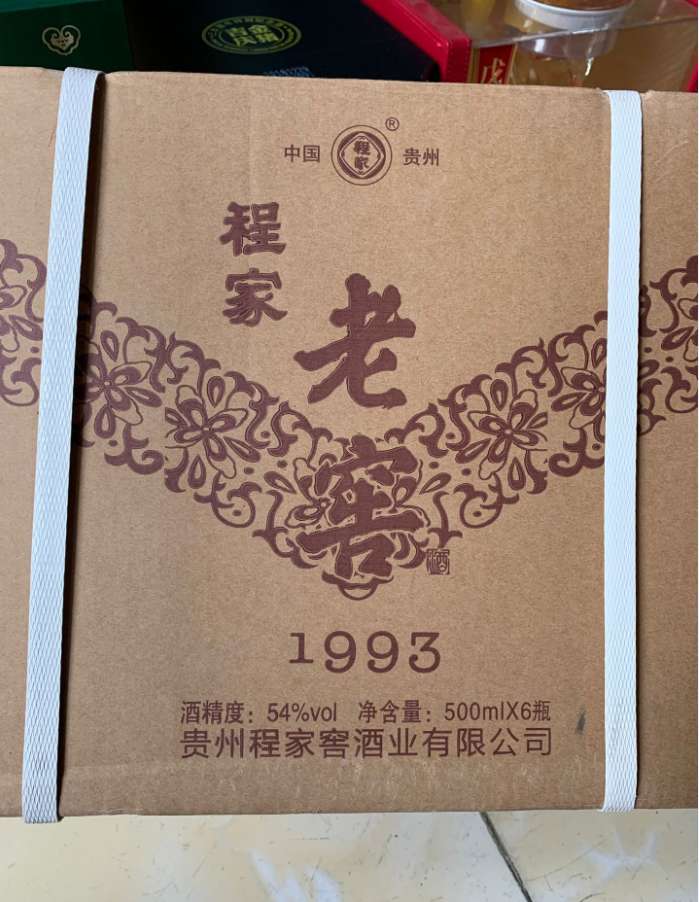 中国 程家 ® 贵州
程家
老
窖
酒
1993
酒精度：54%vol 净含量：500mlX6瓶
贵州程家窖酒业有限公司